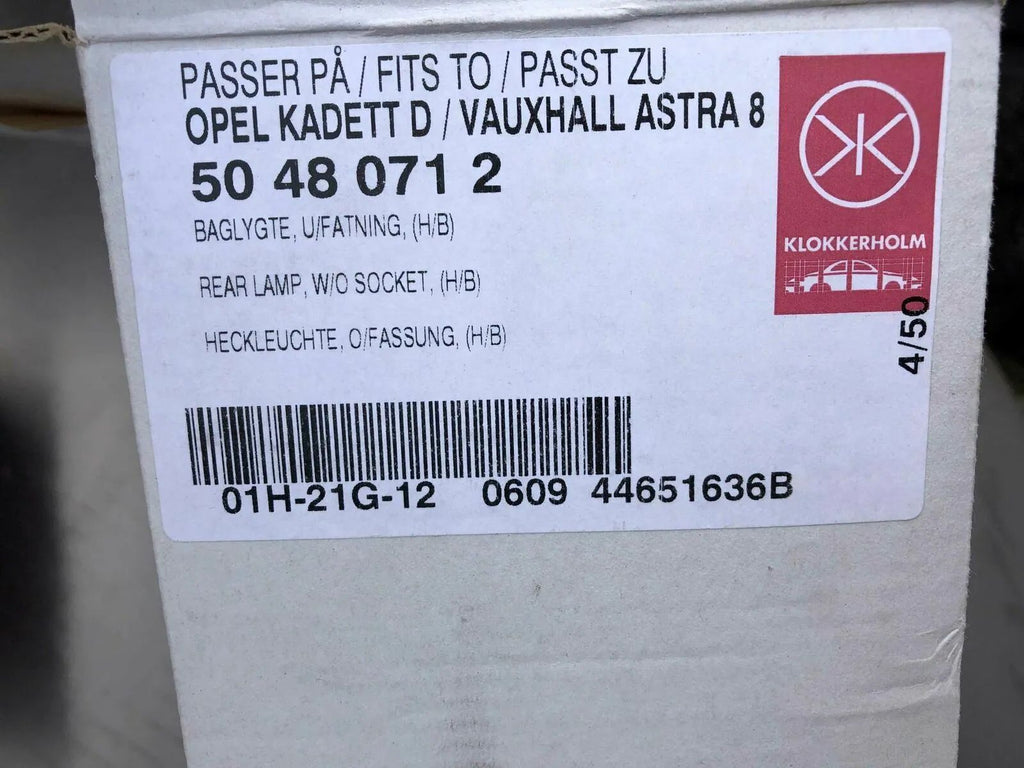 PASSER PÅ / FITS TO / PASST ZU
OPEL KADETT D / VAUXHALL ASTRA 8
50 48 071 2
BAGLYGTE, U/FATNING, (H/B)
REAR LAMP, W/O SOCKET, (H/B)
HECKLEUCHTE, O/FASSUNG, (H/B)
KLOKKERHOLM
4/50
01H-21G-12 0609 44651636B